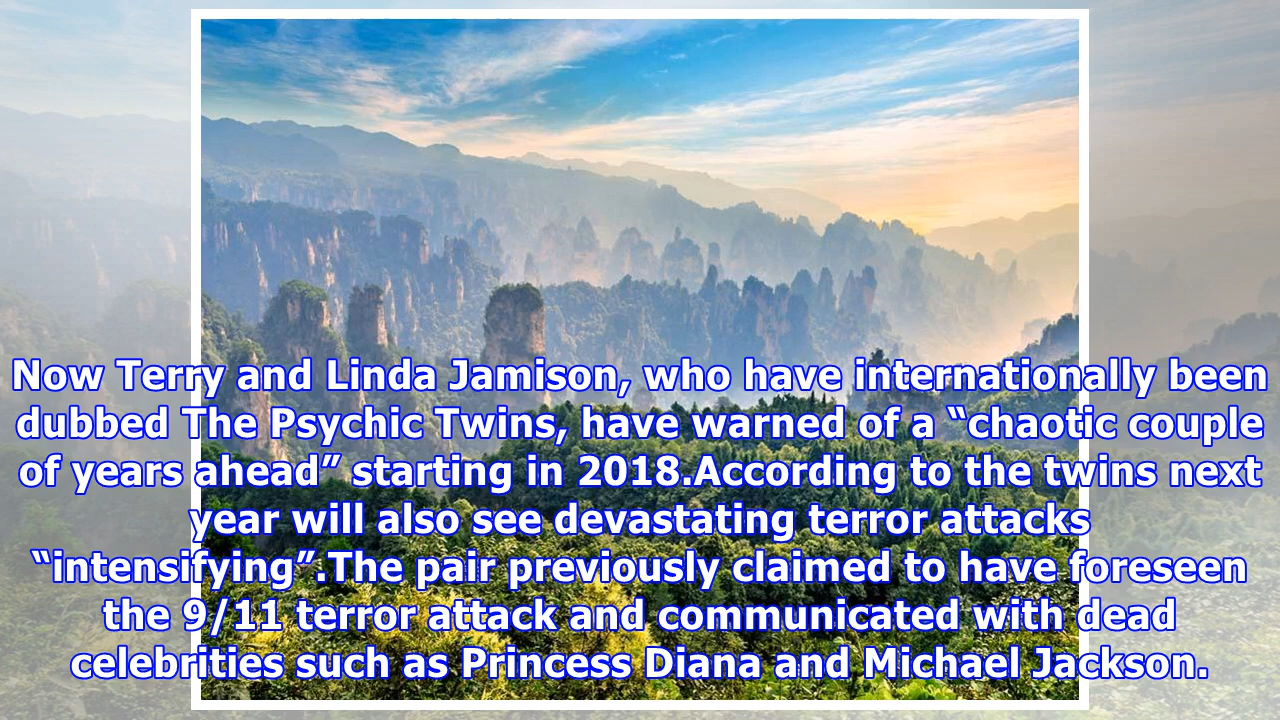 Now Terry and Linda Jamison, who have internationally been
dubbed The Psychic Twins, have warned of a “chaotic couple
of years ahead” starting in 2018.According to the twins next
year will also see devastating terror attacks
“intensifying”.The pair previously claimed to have foreseen
the 9/11 terror attack and communicated with dead
celebrities such as Princess Diana and Michael Jackson.